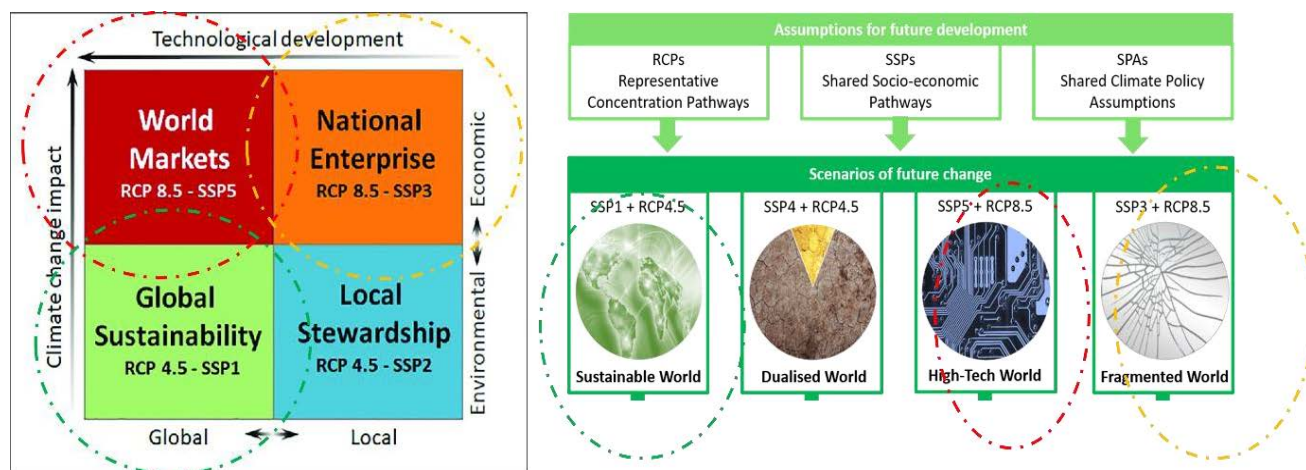 Technological development
Climate change impact
World
Markets
RCP 8.5 - SSP5
National
Enterprise
RCP 8.5 - SSP3
Economic
Global
Sustainability
RCP 4.5 - SSP1
Local
Stewardship
RCP 4.5 - SSP2
Environmental
Global
Local
Assumptions for future development
RCPs
Representative
Concentration Pathways
SSPs
Shared Socio-economic
Pathways
SPAs
Shared Climate Policy
Assumptions
Scenarios of future change
SSP1 + RCP4.5
SSP4 + RCP4.5
SSP5 + RCP8.5
SSP3 + RCP8.5
Sustainable World
Dualised World
High-Tech World
Fragmented World